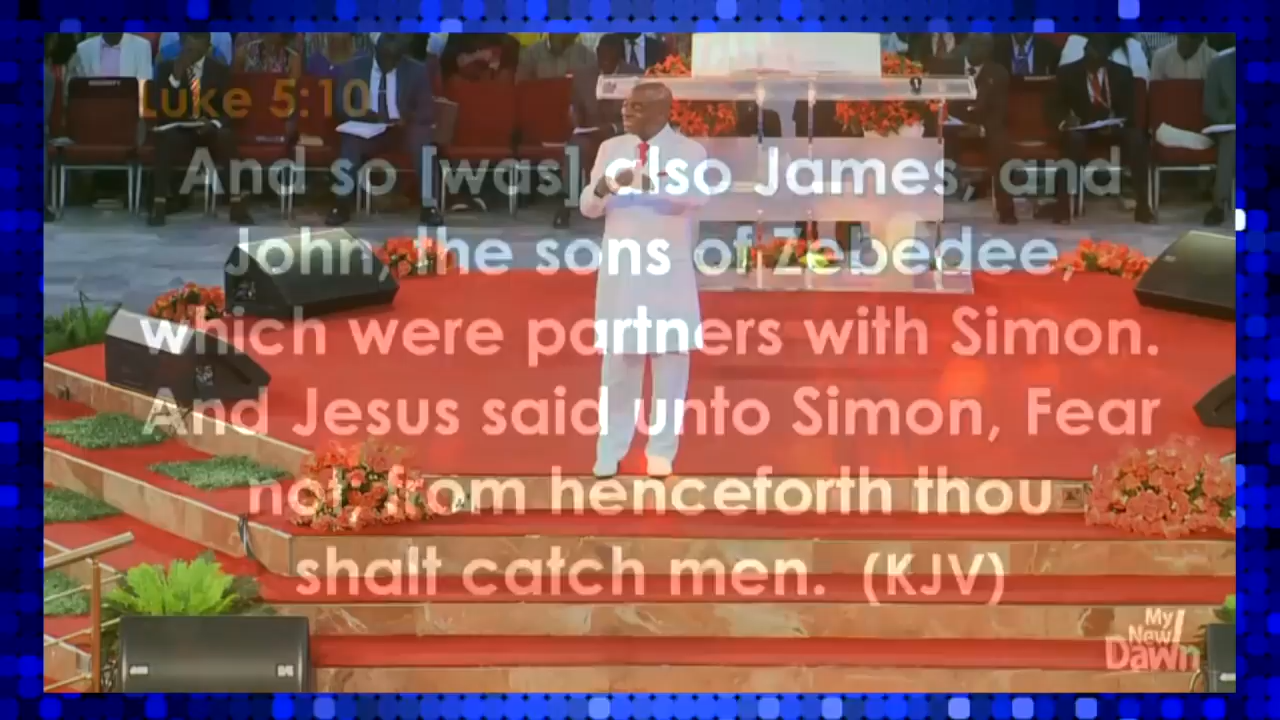 Luke 5:10
And so [was] also James, and
John, the sons of Zebedee
which were partners with Simon.
And Jesus said unto Simon, Fear
not, from henceforth thou
shalt catch men. (KJV)
My
New
Dawn